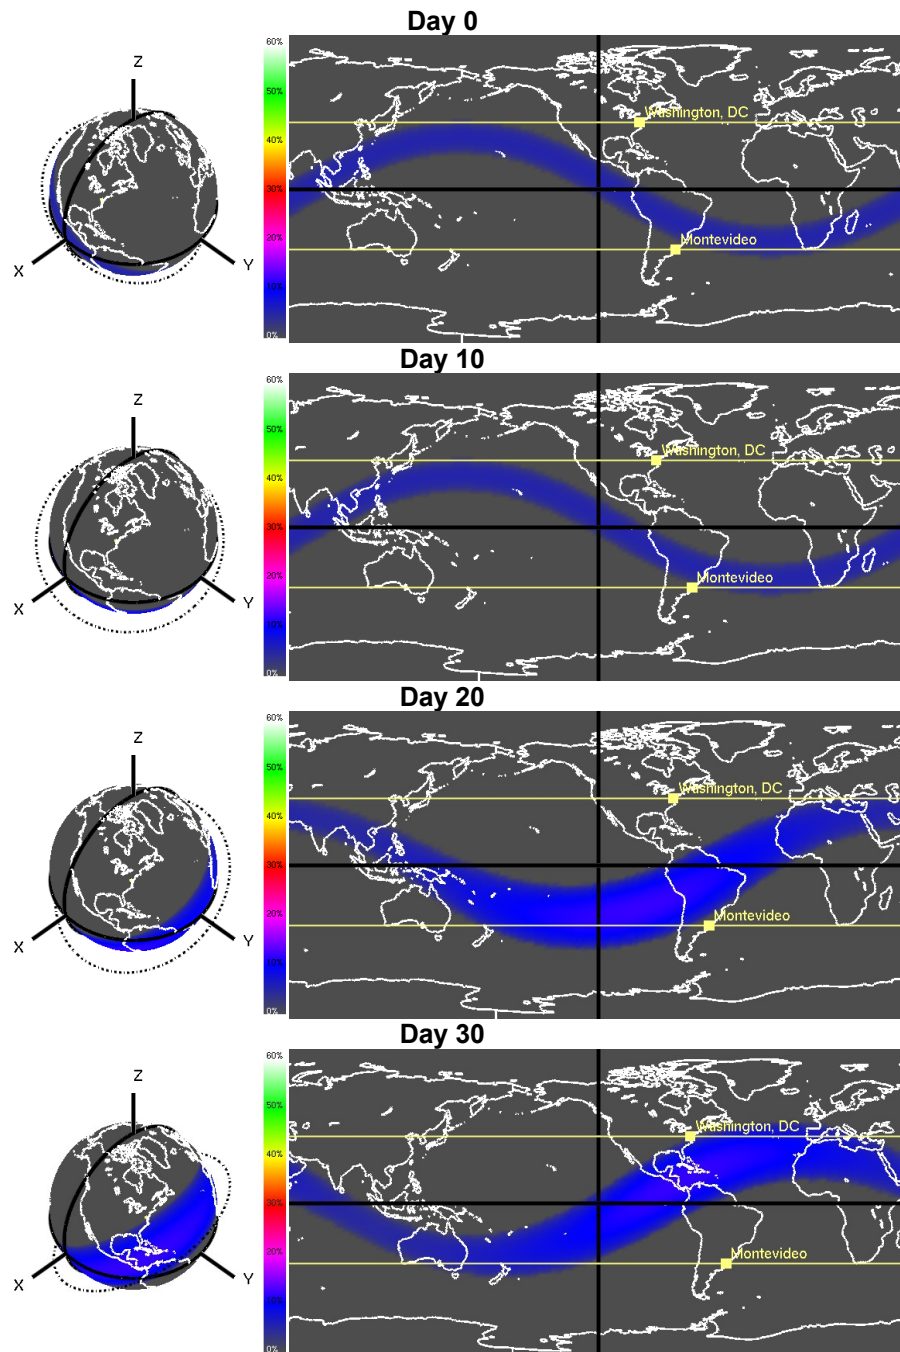 Day 0
Z
X
Y
60%
50%
40%
30%
20%
10%
0%
Washington, DC
Montevideo
Day 10
Z
X
Y
60%
50%
40%
30%
20%
10%
0%
Washington, DC
Montevideo
Day 20
Z
X
Y
60%
50%
40%
30%
20%
10%
0%
Washington, DC
Montevideo
Day 30
Z
X
Y
60%
50%
40%
30%
20%
10%
0%
Washington, DC
Montevideo